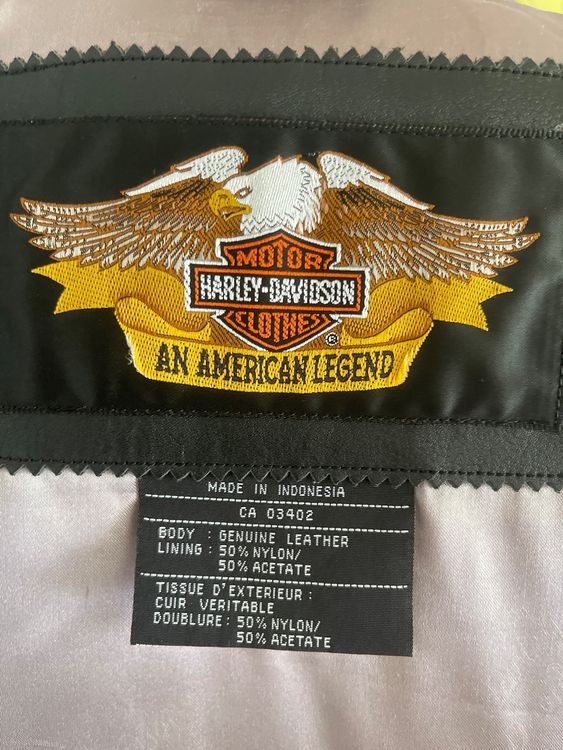 MOTOR
HARLEY-DAVIDSON
CLOTHES
®
AN AMERICAN LEGEND
MADE IN INDONESIA
CA 03402
BODY : GENUINE LEATHER
LINING : 50% NYLON/
50% ACETATE
TISSUE D'EXTERIEUR :
CUIR VERITABLE
DOUBLURE : 50% NYLON/
50% ACETATE